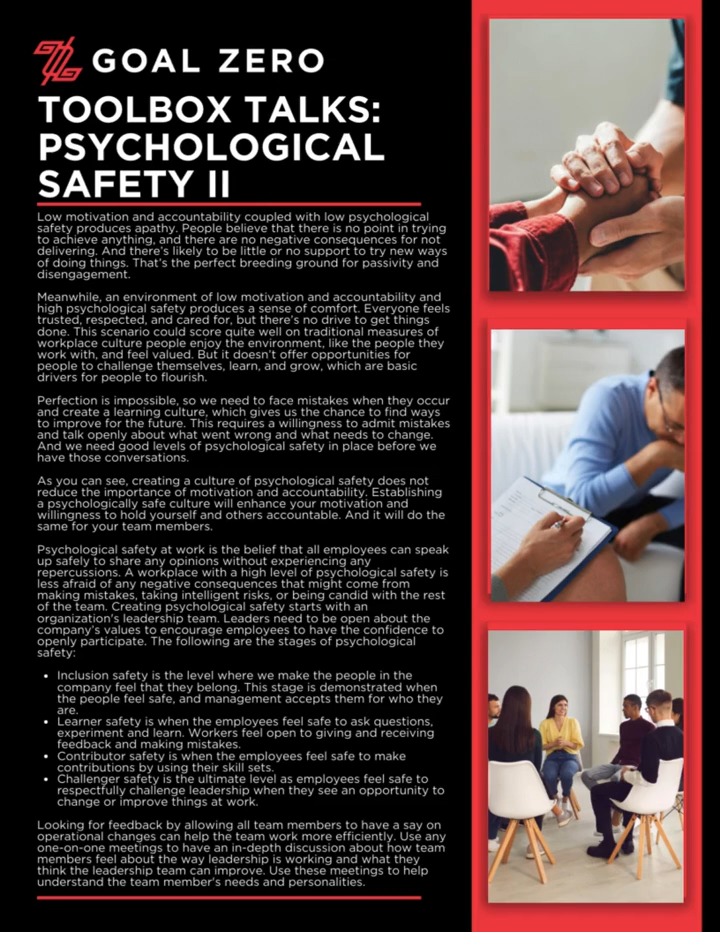 GOAL ZERO
TOOLBOX TALKS:
PSYCHOLOGICAL
SAFETY II
Low motivation and accountability coupled with low psychological
safety produces apathy. People believe that there is no point in trying
to achieve anything, and there are no negative consequences for not
delivering. And there's likely to be little or no support to try new ways
of doing things. That's the perfect breeding ground for passivity and
disengagement.
Meanwhile, an environment of low motivation and accountability and
high psychological safety produces a sense of comfort. Everyone feels
trusted, respected, and cared for, but there's no drive to get things
done. This scenario could score quite well on traditional measures of
workplace culture people enjoy the environment, like the people they
work with, and feel valued. But it doesn't offer opportunities for
people to challenge themselves, learn, and grow, which are basic
drivers for people to flourish.
Perfection is impossible, so we need to face mistakes when they occur
and create a learning culture, which gives us the chance to find ways
to improve for the future. This requires a willingness to admit mistakes
and talk openly about what went wrong and what needs to change.
And we need good levels of psychological safety in place before we
have those conversations.
As you can see, creating a culture of psychological safety does not
reduce the importance of motivation and accountability. Establishing
a psychologically safe culture will enhance your motivation and
willingness to hold yourself and others accountable. And it will do the
same for your team members.
Psychological safety at work is the belief that all employees can speak
up safely to share any opinions without experiencing any
repercussions. A workplace with a high level of psychological safety is
less afraid of any negative consequences that might come from
making mistakes, taking intelligent risks, or being candid with the rest
of the team. Creating psychological safety starts with an
organization's leadership team. Leaders need to be open about the
company's values to encourage employees to have the confidence to
openly participate. The following are the stages of psychological
safety:
• Inclusion safety is the level where we make the people in the
company feel that they belong. This stage is demonstrated when
the people feel safe, and management accepts them for who they
are.
• Learner safety is when the employees feel safe to ask questions,
experiment and learn. Workers feel open to giving and receiving
feedback and making mistakes.
• Contributor safety is when the employees feel safe to make
contributions by using their skill sets.
• Challenger safety is the ultimate level as employees feel safe to
respectfully challenge leadership when they see an opportunity to
change or improve things at work.
Looking for feedback by allowing all team members to have a say on
operational changes can help the team work more efficiently. Use any
one-on-one meetings to have an in-depth discussion about how team
members feel about the way leadership is working and what they
think the leadership team can improve. Use these meetings to help
understand the team member's needs and personalities.